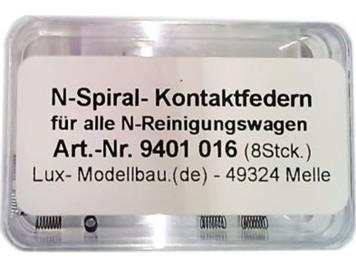 N-Spiral- Kontaktfedern
für alle N-Reinigungswagen
Art.-Nr. 9401 016 (8Stck.)
Lux- Modellbau.(de) - 49324 Melle